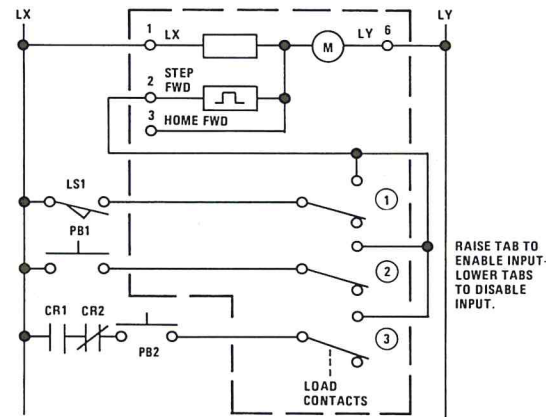 LX
LY
1
LX
LY
6
M
2
STEP
FWD
3
HOME FWD
LS1
1
PB1
2
RAISE TAB TO
ENABLE INPUT-
LOWER TABS
TO DISABLE
INPUT.
CR1
CR2
PB2
3
LOAD
CONTACTS